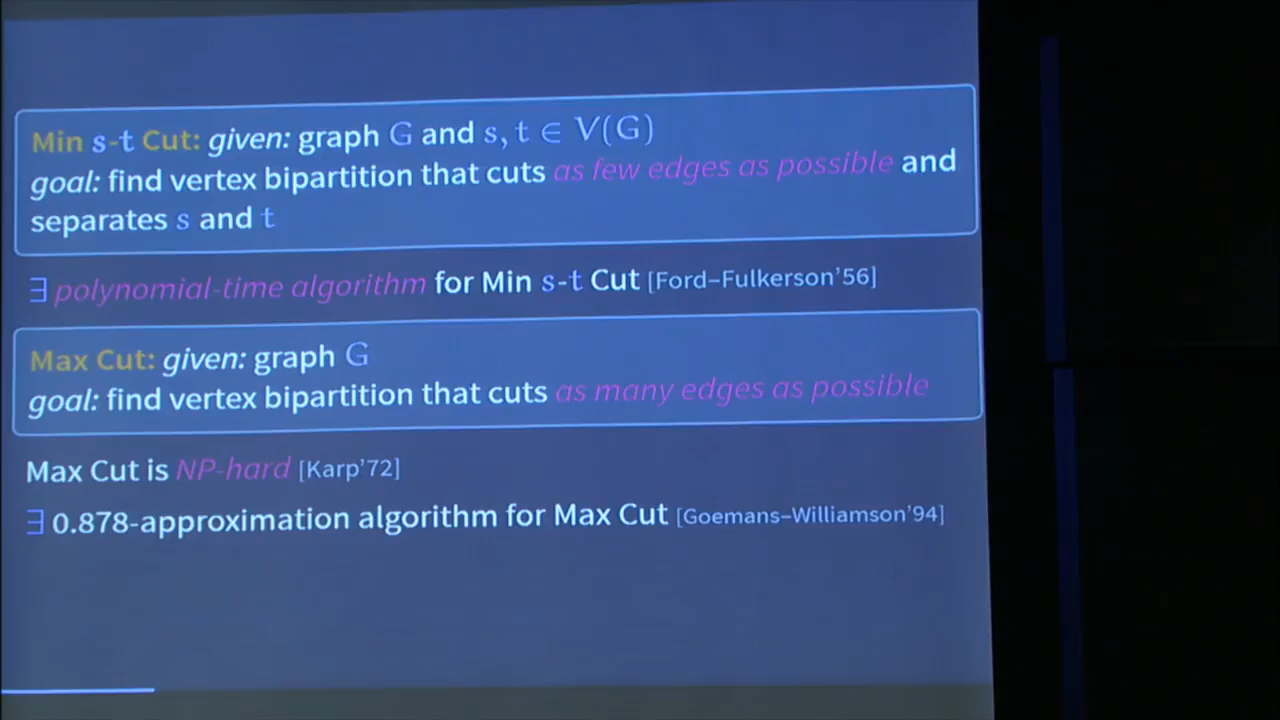 Min s-t Cut: given: graph G and s, t ∈ V(G)
goal: find vertex bipartition that cuts as few edges as possible and
separates s and t
∃ polynomial-time algorithm for Min s-t Cut [Ford–Fulkerson'56]
Max Cut: given: graph G
goal: find vertex bipartition that cuts as many edges as possible
Max Cut is NP-hard [Karp'72]
∃ 0.878-approximation algorithm for Max Cut [Goemans–Williamson'94]